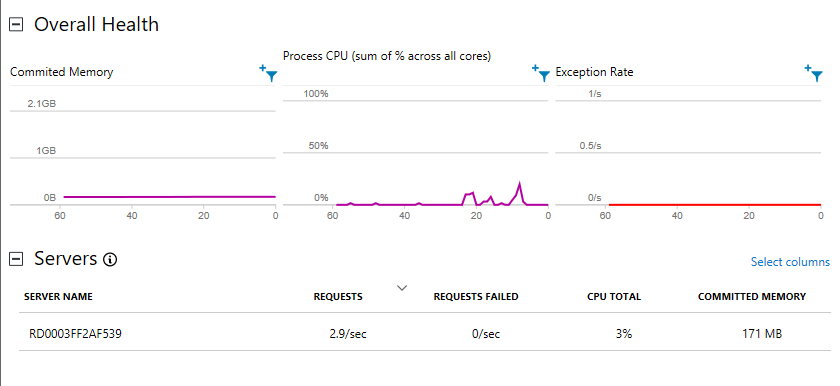 Overall Health
Process CPU (sum of % across all cores)
Commited Memory
Exception Rate
2.1GB
1GB
0B
60 40 20 0
100%
50%
0%
60 40 20 0
1/s
0.5/s
0/s
60 40 20 0
Servers
Select columns
SERVER NAME REQUESTS REQUESTS FAILED CPU TOTAL COMMITTED MEMORY
RD0003FF2AF539 2.9/sec 0/sec 3% 171 MB